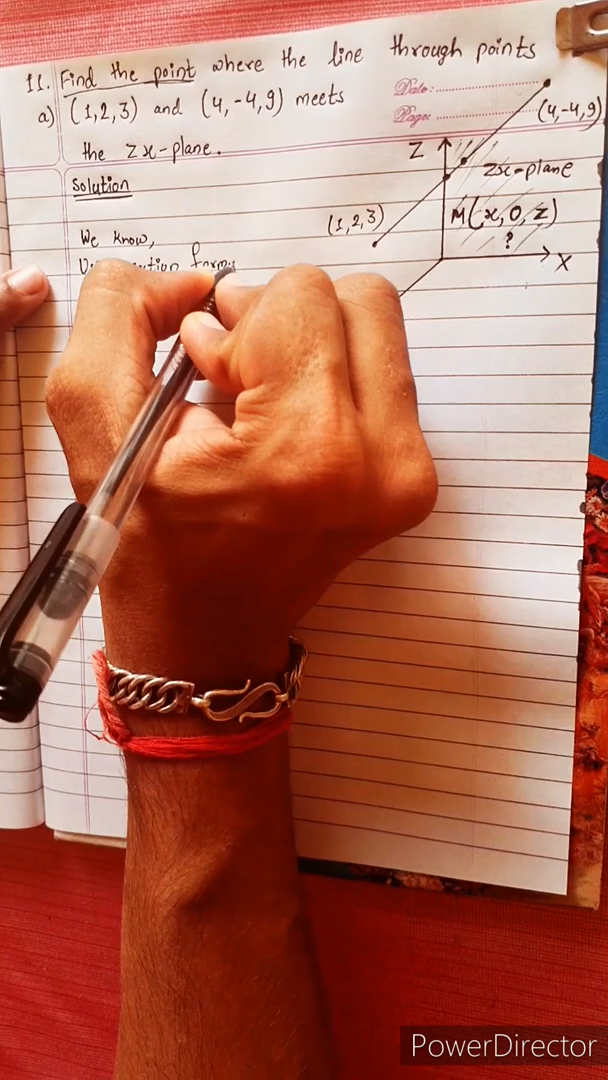 11. Find the point where the line through points
a) (1,2,3) and (4,-4,9) meets
the zx-plane.
Date:
Page:
(4,-4,9)
Z
zx-plane
Solution
(1,2,3)
M(x,0,z)
?
X
We know,
form:
PowerDirector